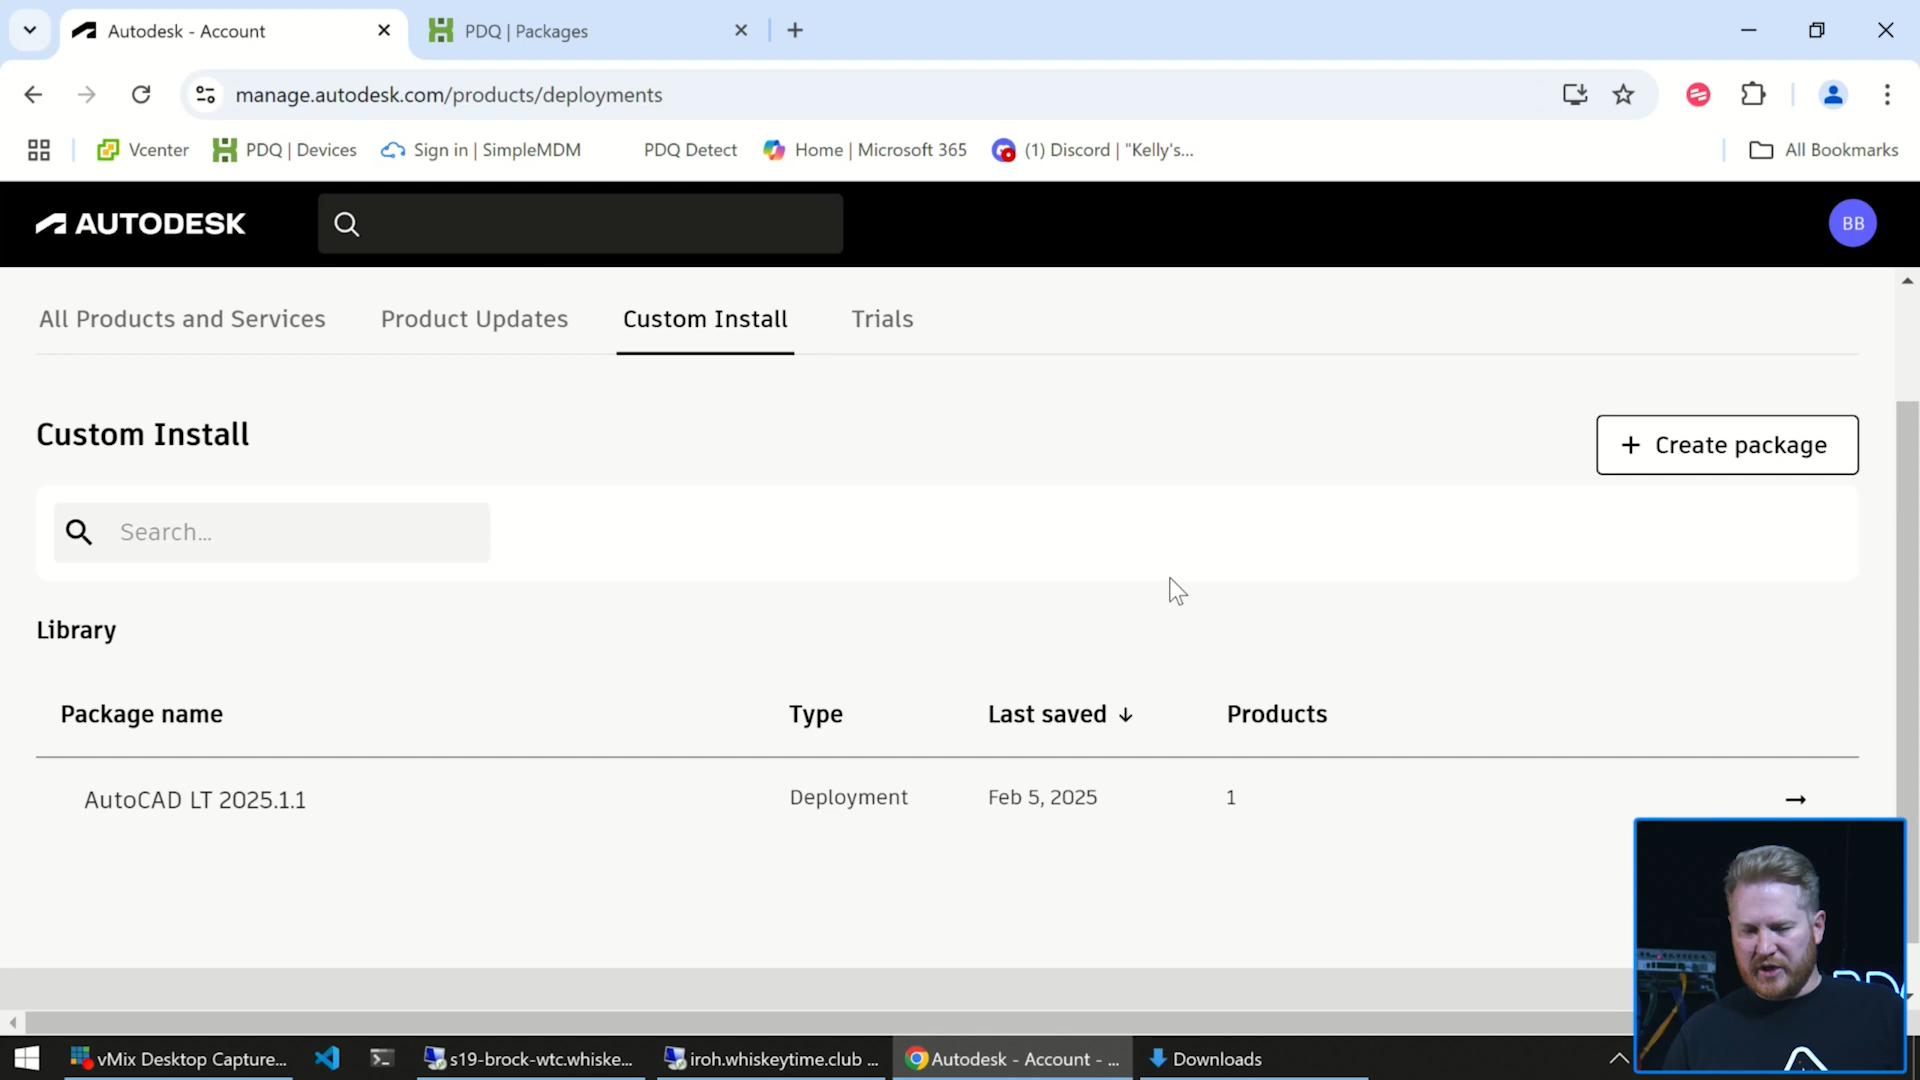 Autodesk - Account
PDQ | Packages
manage.autodesk.com/products/deployments
Vcenter
PDQ | Devices
Sign in | SimpleMDM
PDQ Detect
Home | Microsoft 365
(1) Discord | "Kelly's...
All Bookmarks
AUTODESK
BB
All Products and Services
Product Updates
Custom Install
Trials
Custom Install
+ Create package
Search...
Library
Package name
Type
Last saved ↓
Products
AutoCAD LT 2025.1.1
Deployment
Feb 5, 2025
1
vMix Desktop Capture...
s19-brock-wtc.whiske...
iroh.whiskeytime.club ...
Autodesk - Account - ...
Downloads